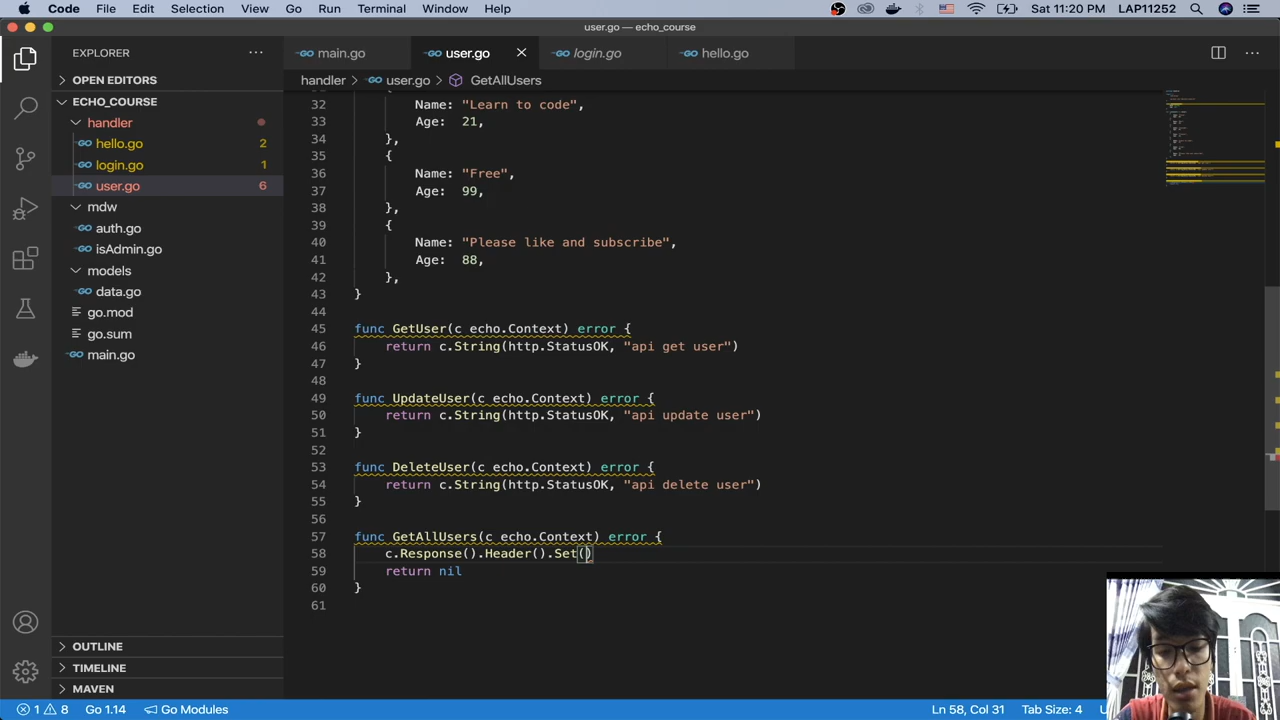 Code File Edit Selection View Go Run Terminal Window Help Sat 11:20 PM LAP11252
user.go — echo_course
EXPLORER
main.go user.go login.go hello.go
OPEN EDITORS
handler > user.go > GetAllUsers
ECHO_COURSE
handler
hello.go 2
login.go 1
user.go 6
mdw
auth.go
isAdmin.go
models
data.go
go.mod
go.sum
main.go
OUTLINE
TIMELINE
MAVEN
32 Name: "Learn to code",
33 Age: 21,
34 },
35 {
36 Name: "Free",
37 Age: 99,
38 },
39 {
40 Name: "Please like and subscribe",
41 Age: 88,
42 },
43 }
44
45 func GetUser(c echo.Context) error {
46 return c.String(http.StatusOK, "api get user")
47 }
48
49 func UpdateUser(c echo.Context) error {
50 return c.String(http.StatusOK, "api update user")
51 }
52
53 func DeleteUser(c echo.Context) error {
54 return c.String(http.StatusOK, "api delete user")
55 }
56
57 func GetAllUsers(c echo.Context) error {
58 c.Response().Header().Set()
59 return nil
60 }
61
1 8 Go 1.14 Go Modules Ln 58, Col 31 Tab Size: 4